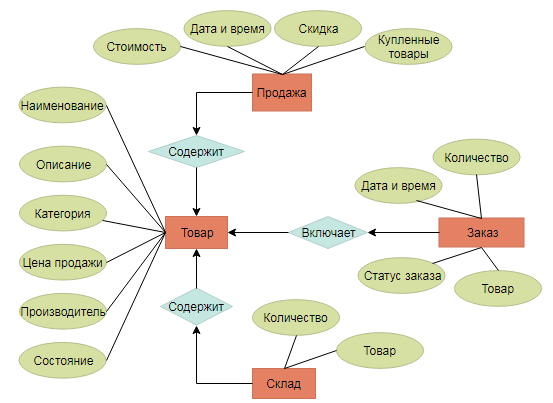 Дата и время
Скидка
Стоимость
Купленные
товары
Продажа
Наименование
Содержит
Количество
Описание
Дата и время
Категория
Товар
Включает
Заказ
Цена продажи
Статус заказа
Товар
Производитель
Содержит
Количество
Товар
Состояние
Склад